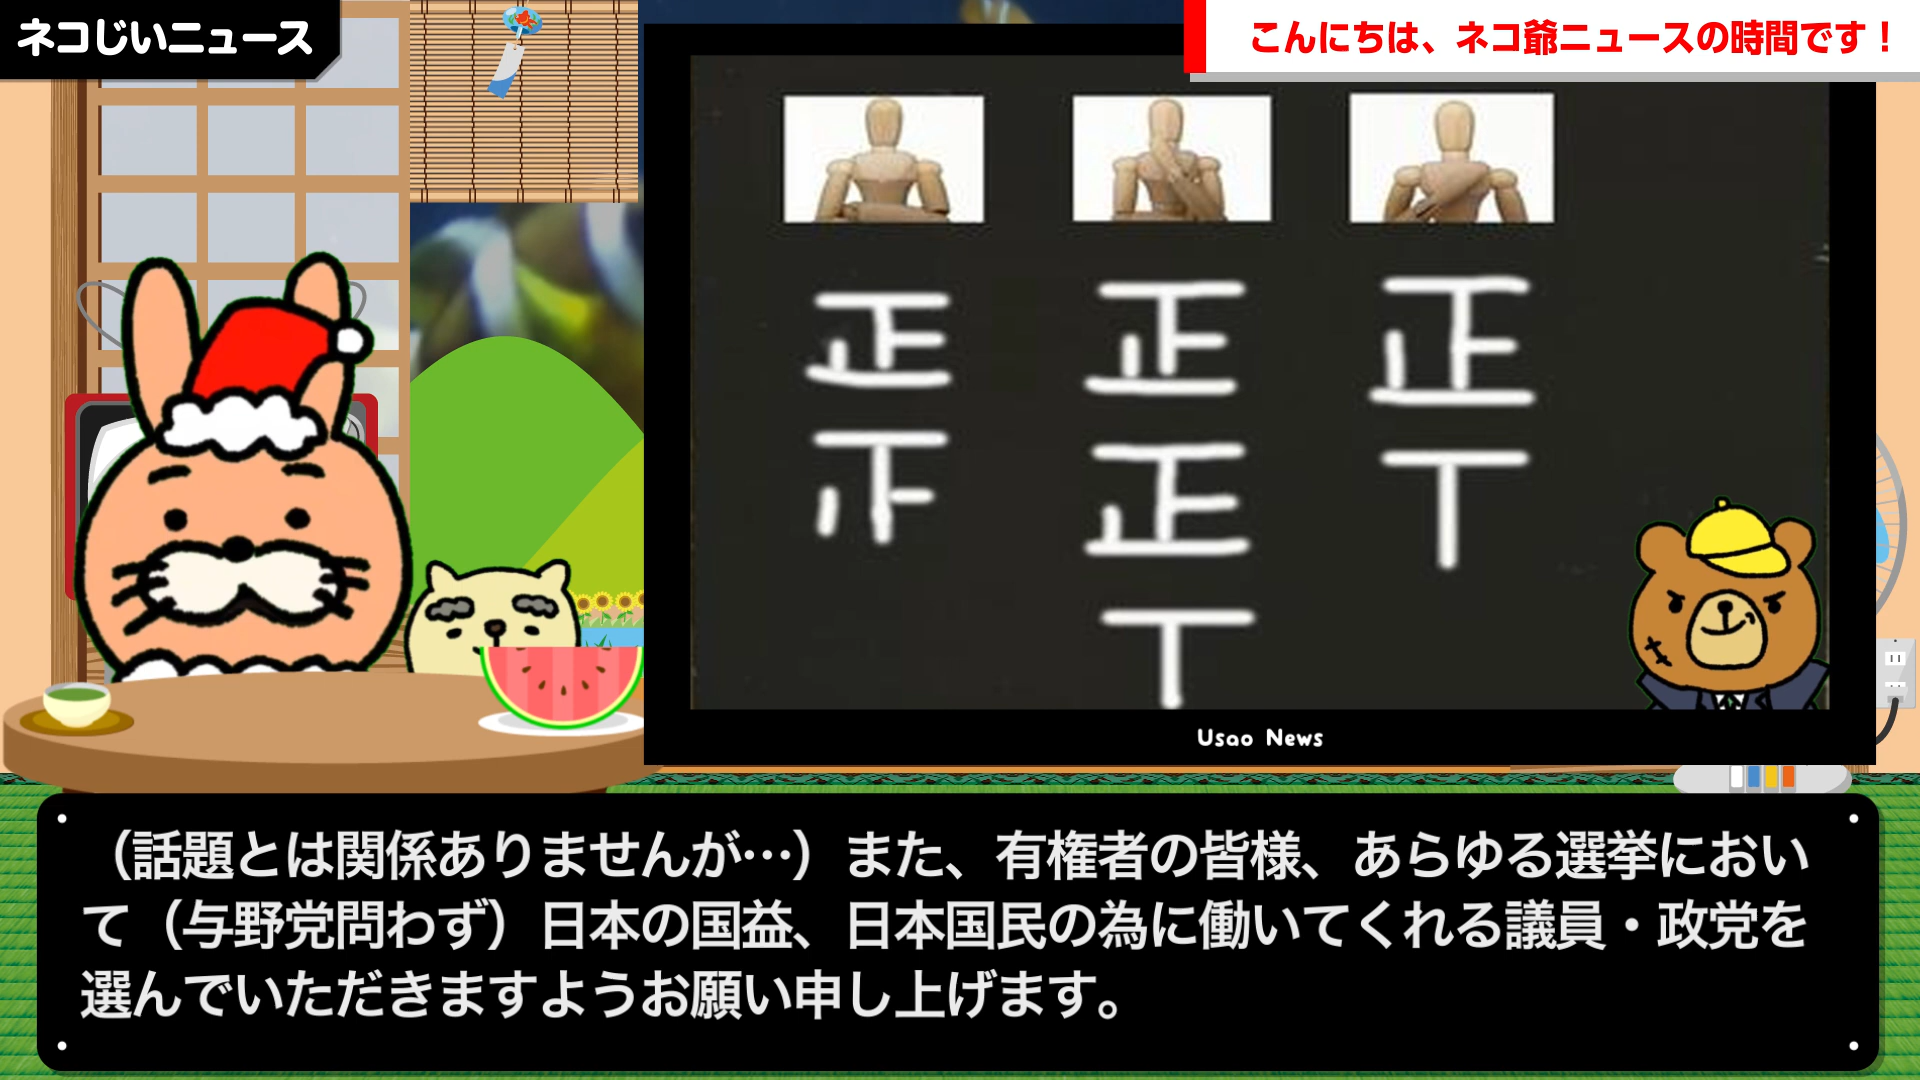 ネコじいニュース
こんにちは、ネコ爺ニュースの時間です！
正 正 正
正 T
T
Usao News
（話題とは関係ありませんが…）また、有権者の皆様、あらゆる選挙におい
て（与野党問わず）日本の国益、日本国民の為に働いてくれる議員・政党を
選んでいただきますようお願い申し上げます。